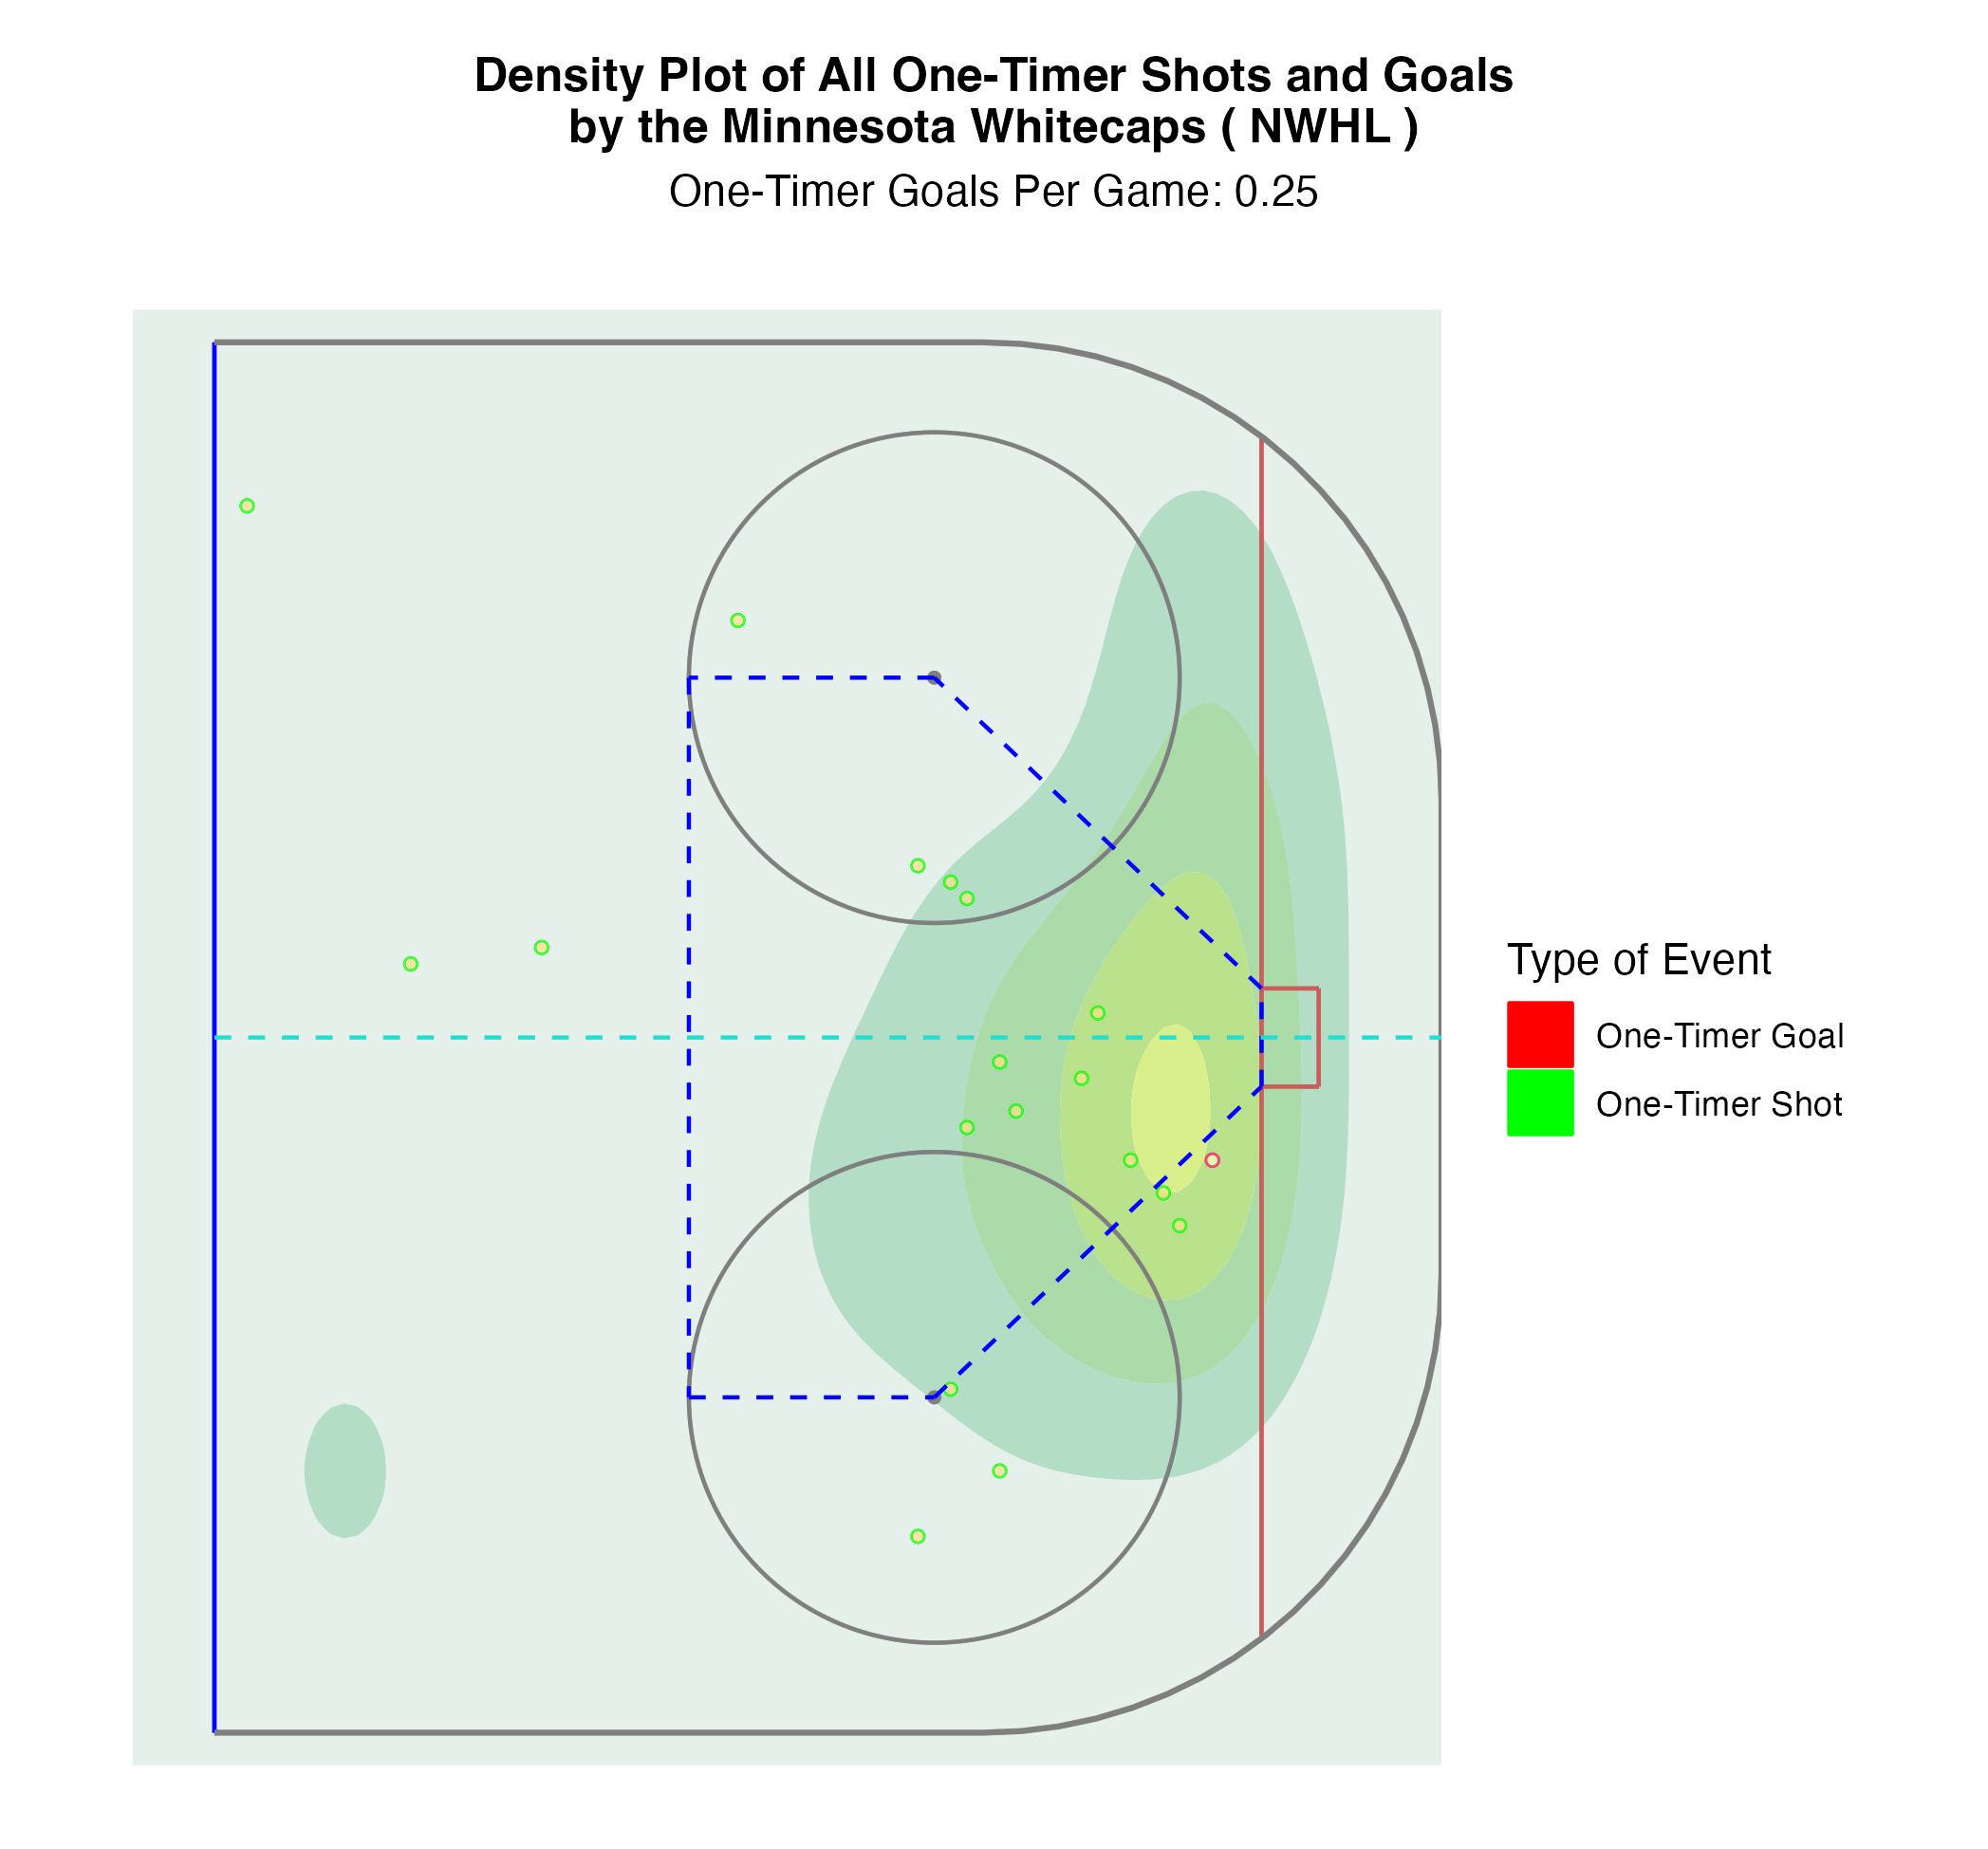 Density Plot of All One-Timer Shots and Goals
by the Minnesota Whitecaps ( NWHL )
One-Timer Goals Per Game: 0.25
Type of Event
One-Timer Goal
One-Timer Shot